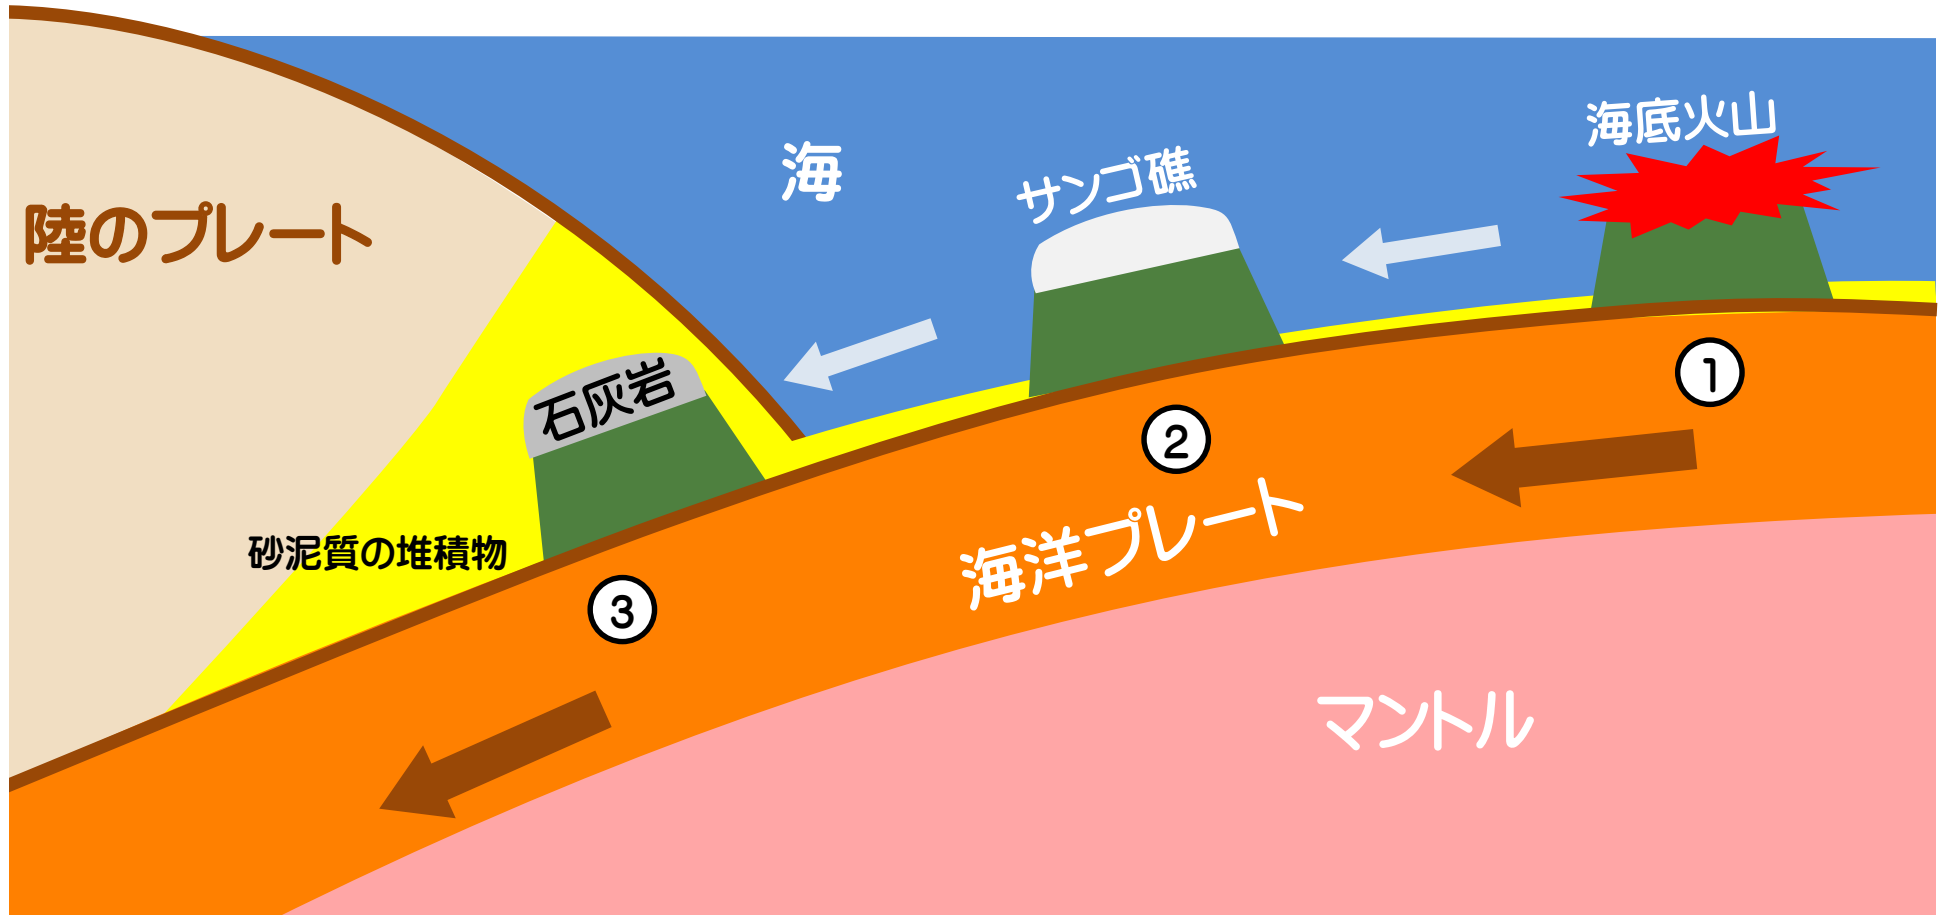 海底火山
海
サンゴ礁
陸のプレート
石灰岩
砂泥質の堆積物
1
2
3
海洋プレート
マントル